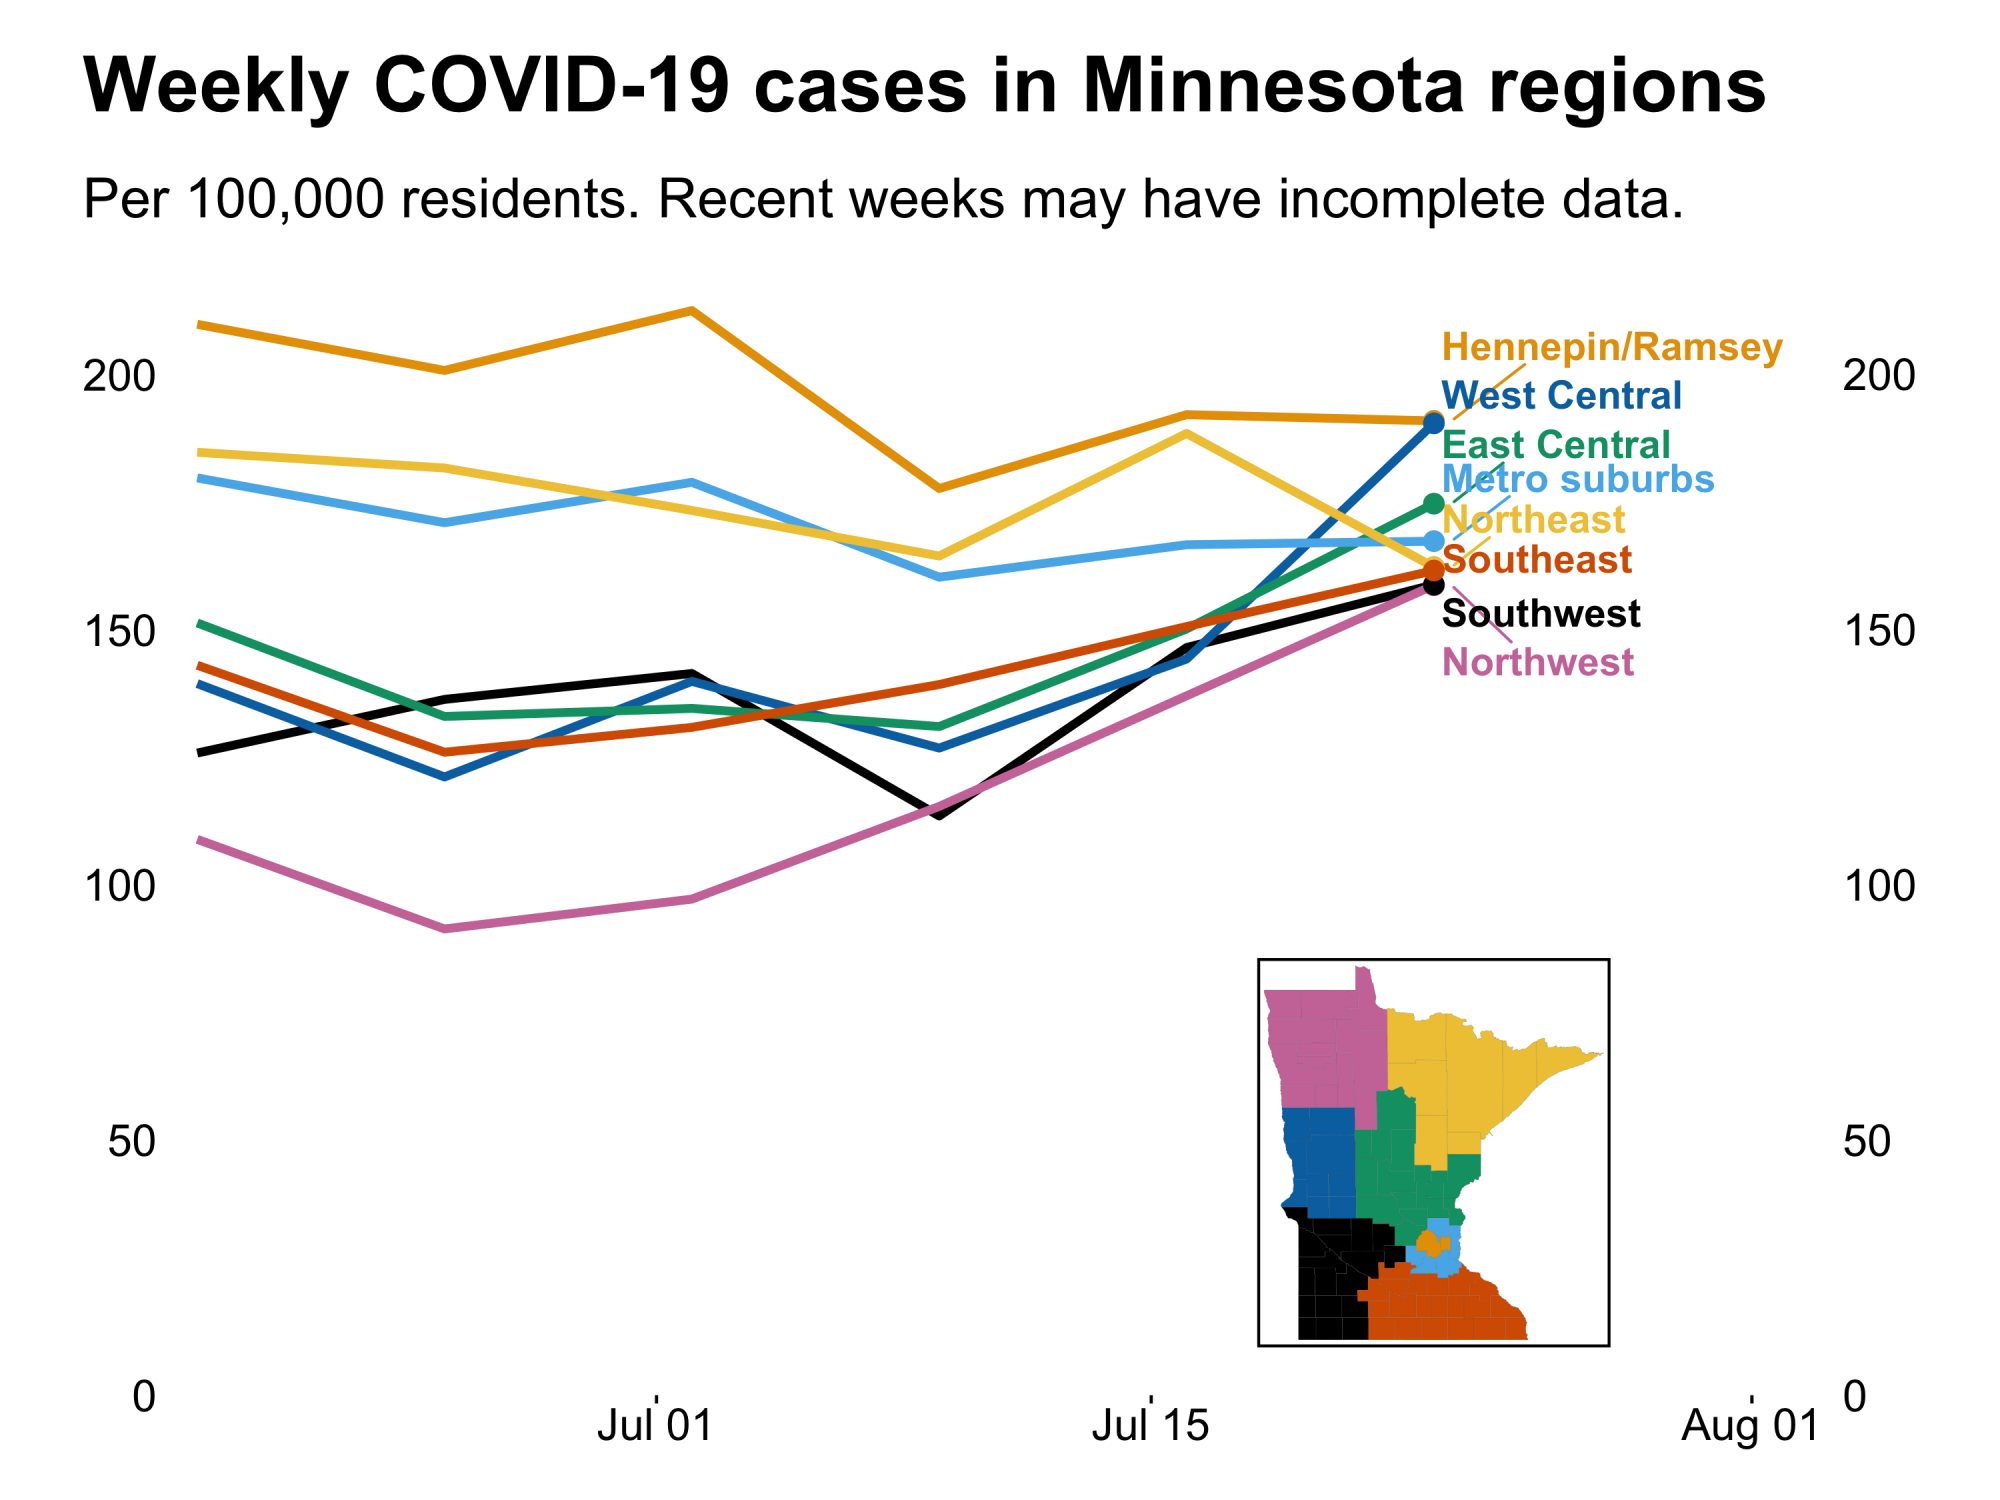 Weekly COVID-19 cases in Minnesota regions
Per 100,000 residents. Recent weeks may have incomplete data.
Hennepin/Ramsey
200
200
West Central
East Central
Metro suburbs
Northeast
Southeast
Southwest
150
150
Northwest
100
100
50
50
0
0
Jul 01
Jul 15
Aug 01